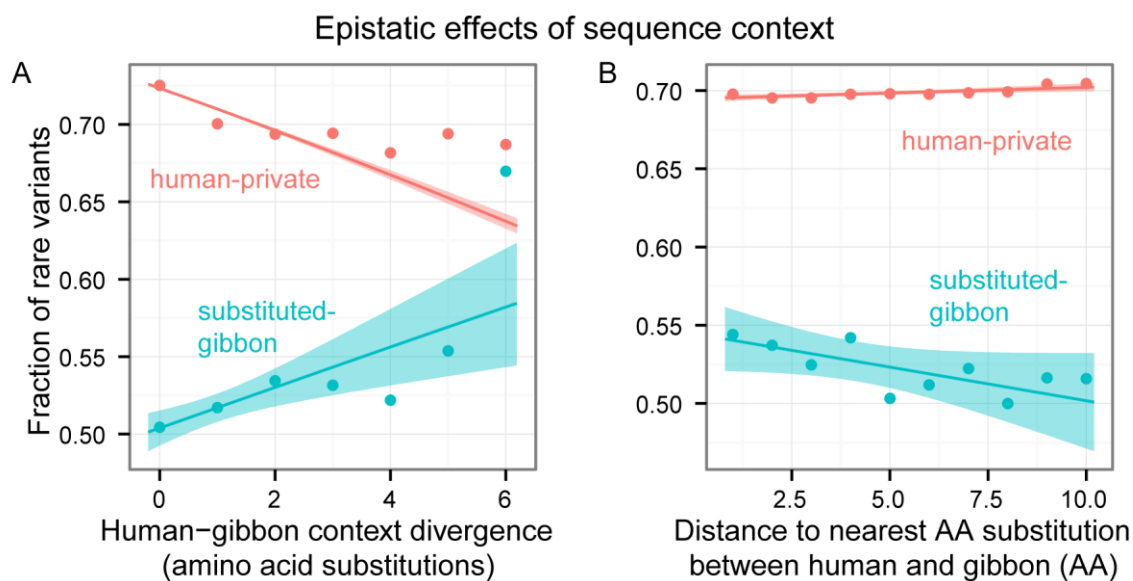 Epistatic effects of sequence context
A
Fraction of rare variants
0.70
0.65
0.60
0.55
0.50
human-private
substituted-
gibbon
0
2
4
6
Human−gibbon context divergence
(amino acid substitutions)
B
0.70
0.65
0.60
0.55
0.50
human-private
substituted-
gibbon
2.5
5.0
7.5
10.0
Distance to nearest AA substitution
between human and gibbon (AA)